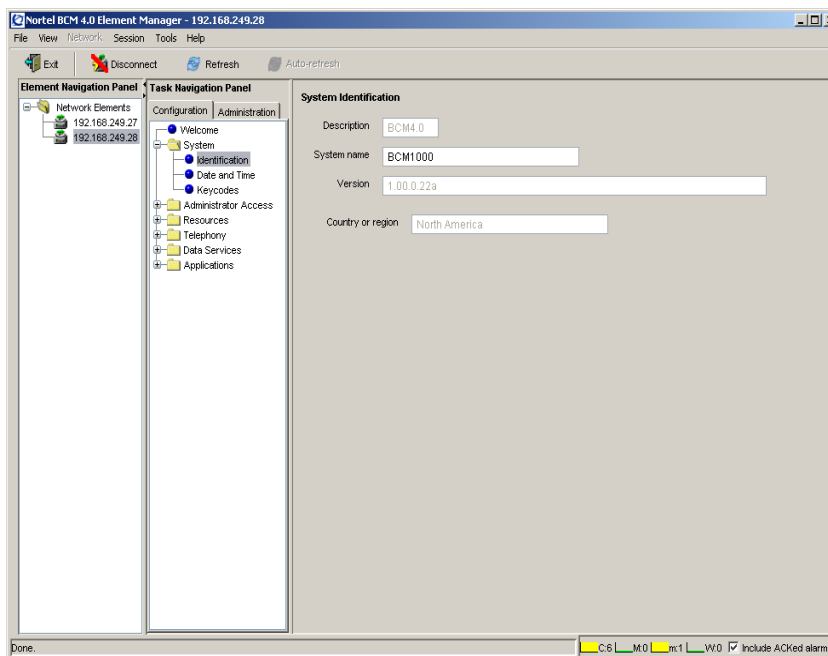 Nortel BCM 4.0 Element Manager - 192.168.249.28
File View Network Session Tools Help
Exit Disconnect Refresh Auto-refresh
Element Navigation Panel
Network Elements
192.168.249.27
192.168.249.28
Task Navigation Panel
Configuration Administration
Welcome
System
Identification
Date and Time
Keycodes
Administrator Access
Resources
Telephony
Data Services
Applications
System Identification
Description BCM4.0
System name BCM1000
Version 1.00.0.22a
Country or region North America
Done.
C:6 M:0 m:1 W:0 Include ACKed alarm